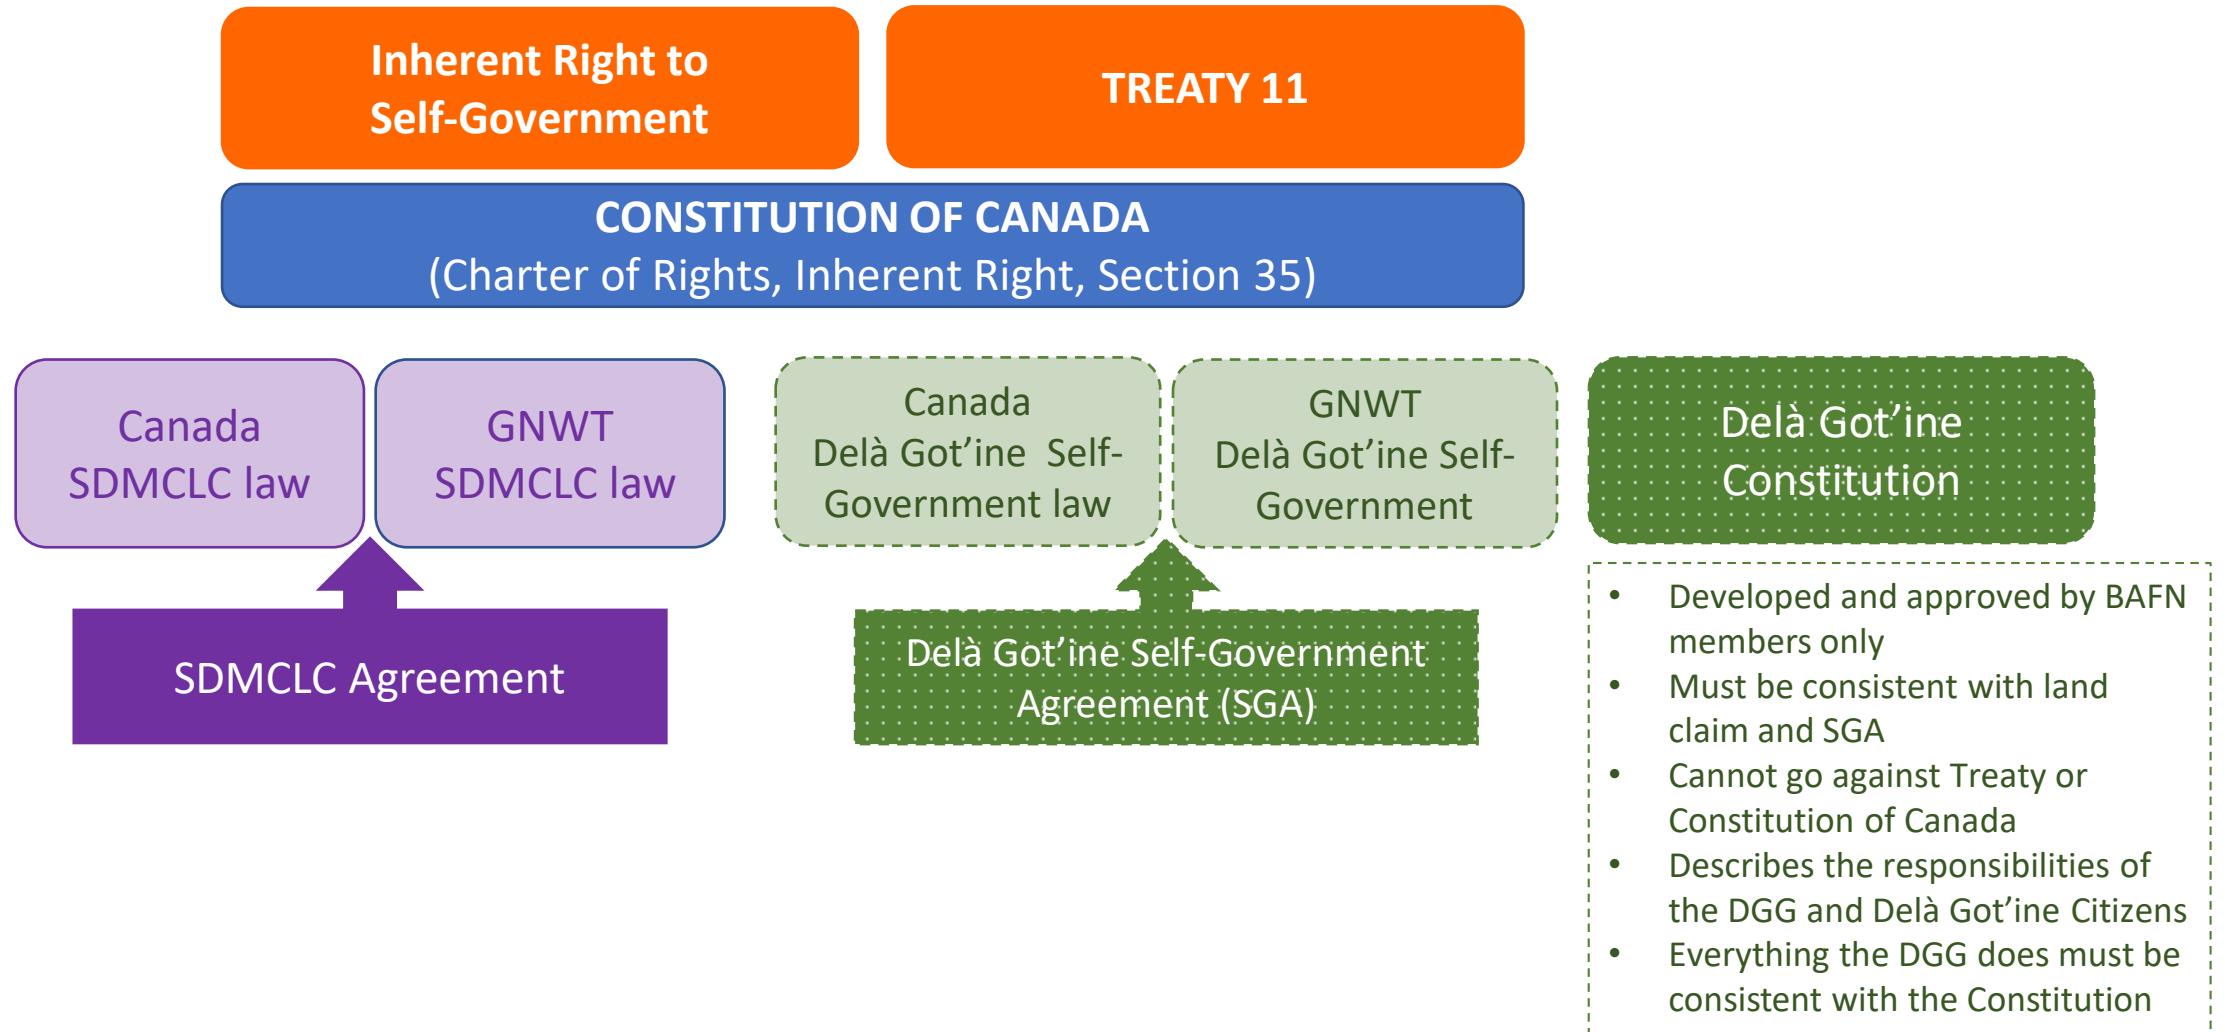 Inherent Right to
Self-Government
TREATY 11
CONSTITUTION OF CANADA
(Charter of Rights, Inherent Right, Section 35)
Canada
SDMCLC law
GNWT
SDMCLC law
Canada
Delà Got’ine  Self-
Government law
GNWT
Delà Got’ine Self-
Government
Delà Got’ine
Constitution
SDMCLC Agreement
Delà Got’ine Self-Government
Agreement (SGA)
• Developed and approved by BAFN
members only
• Must be consistent with land
claim and SGA
• Cannot go against Treaty or
Constitution of Canada
• Describes the responsibilities of
the DGG and Delà Got’ine Citizens
• Everything the DGG does must be
consistent with the Constitution